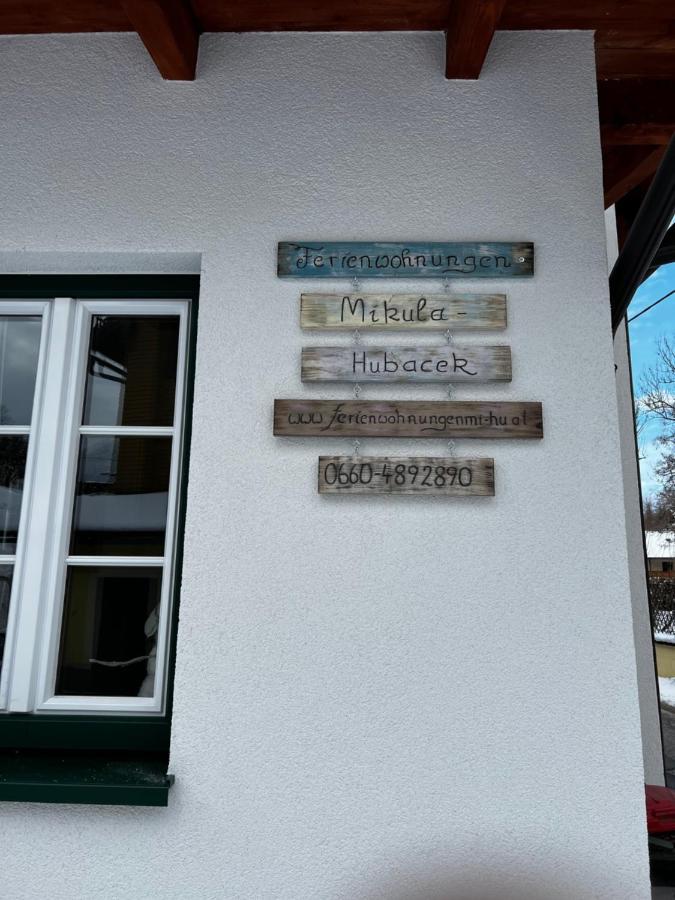 Ferienwohnungen
Mikula -
Hubacek
www.ferienwohnungenmi-hu.at
0660-4892890